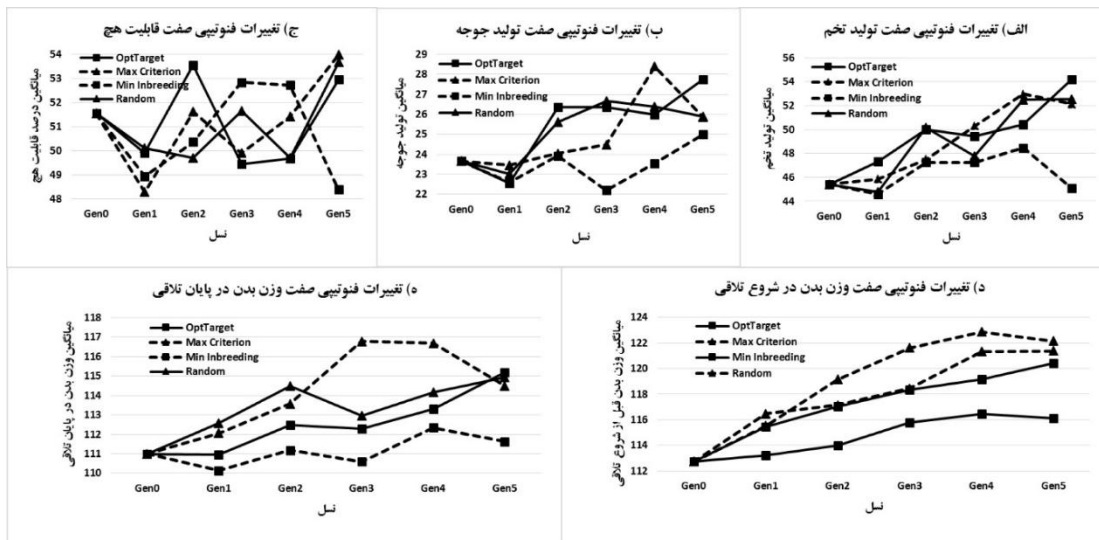 الف) تغییرات فنوتیپی صفت تولید تخم
میانگین تولید تخم
56
54
52
50
48
46
44
OptTarget
Max Criterion
Min Inbreeding
Random
Gen0 Gen1 Gen2 Gen3 Gen4 Gen5
نسل
ب) تغییرات فنوتیپی صفت تولید جوجه
میانگین تولید جوجه
29
28
27
26
25
24
23
22
OptTarget
Max Criterion
Min Inbreeding
Random
Gen0 Gen1 Gen2 Gen3 Gen4 Gen5
نسل
ج) تغییرات فنوتیپی صفت قابلیت هچ
میانگین درصد قابلیت هچ
54
53
52
51
50
49
48
OptTarget
Max Criterion
Min Inbreeding
Random
Gen0 Gen1 Gen2 Gen3 Gen4 Gen5
نسل
د) تغییرات فنوتیپی صفت وزن بدن در شروع تلاقی
میانگین وزن بدن قبل از شروع تلاقی
124
122
120
118
116
114
112
OptTarget
Max Criterion
Min Inbreeding
Random
Gen0 Gen1 Gen2 Gen3 Gen4 Gen5
نسل
ه) تغییرات فنوتیپی صفت وزن بدن در پایان تلاقی
میانگین وزن بدن در پایان تلاقی
118
117
116
115
114
113
112
111
110
OptTarget
Max Criterion
Min Inbreeding
Random
Gen0 Gen1 Gen2 Gen3 Gen4 Gen5
نسل